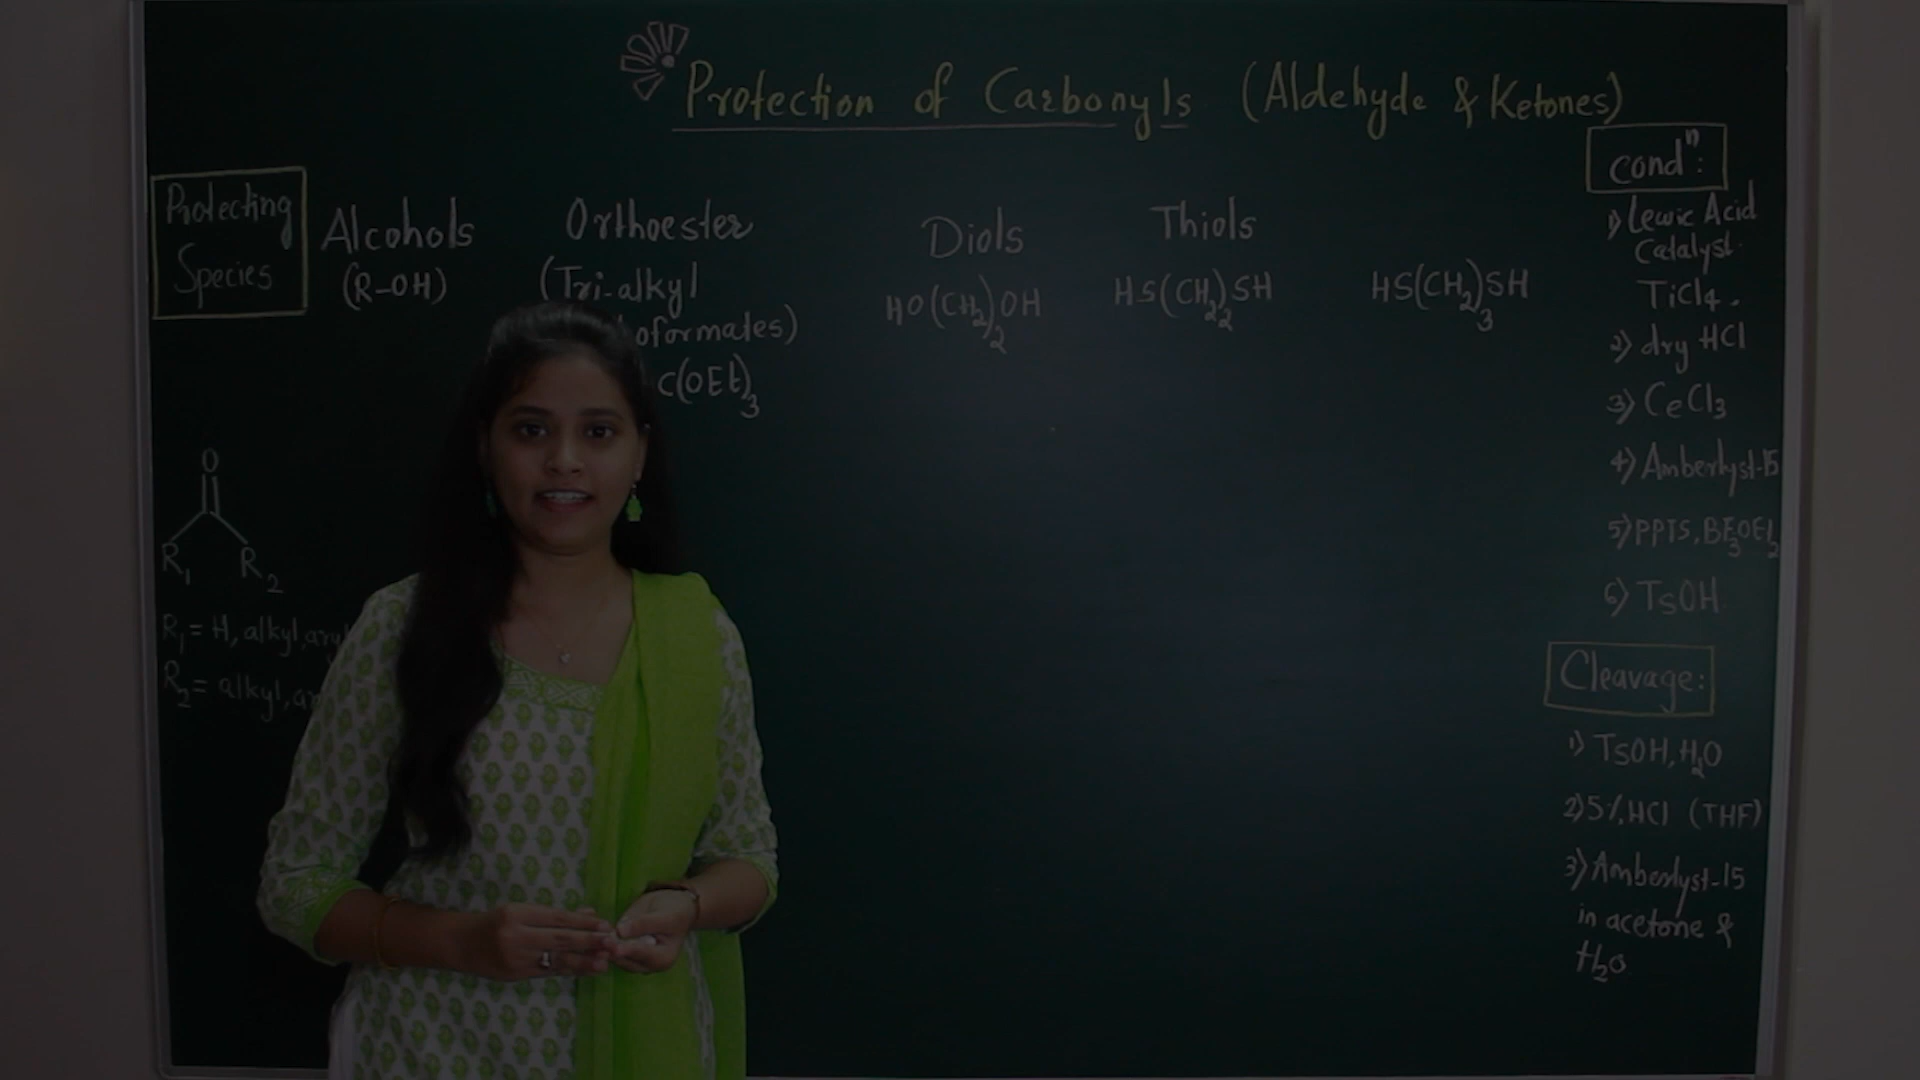 Protection of Carbonyls (Aldehyde & Ketones)
Protecting
Species
Alcohols
(R-OH)
Orthoester
(Tri-alkyl
oformates)
C(OEt)3
Diols
HO(CH2)2OH
Thiols
HS(CH2)2SH
HS(CH2)3SH
O
R1 R2
R1 = H, alkyl, aryl
R2 = alkyl, ar
condn:
1) Lewic Acid
Catalyst.
TiCl4.
2) dry HCl
3) CeCl3
4) Amberlyst-15
5) PPTS, BF3OEt2
6) TsOH
Cleavage:
1) TsOH, H2O
2) 5% HCl (THF)
3) Amberlyst-15
in acetone &
H2O